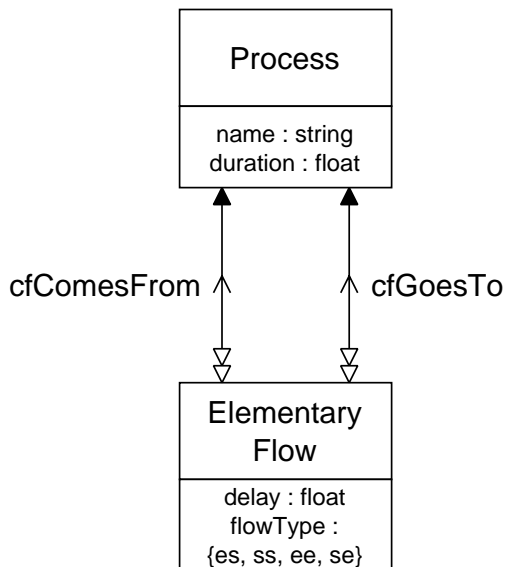 Process
name : string
duration : float
cfComesFrom
cfGoesTo
Elementary
Flow
delay : float
flowType :
{es, ss, ee, se}